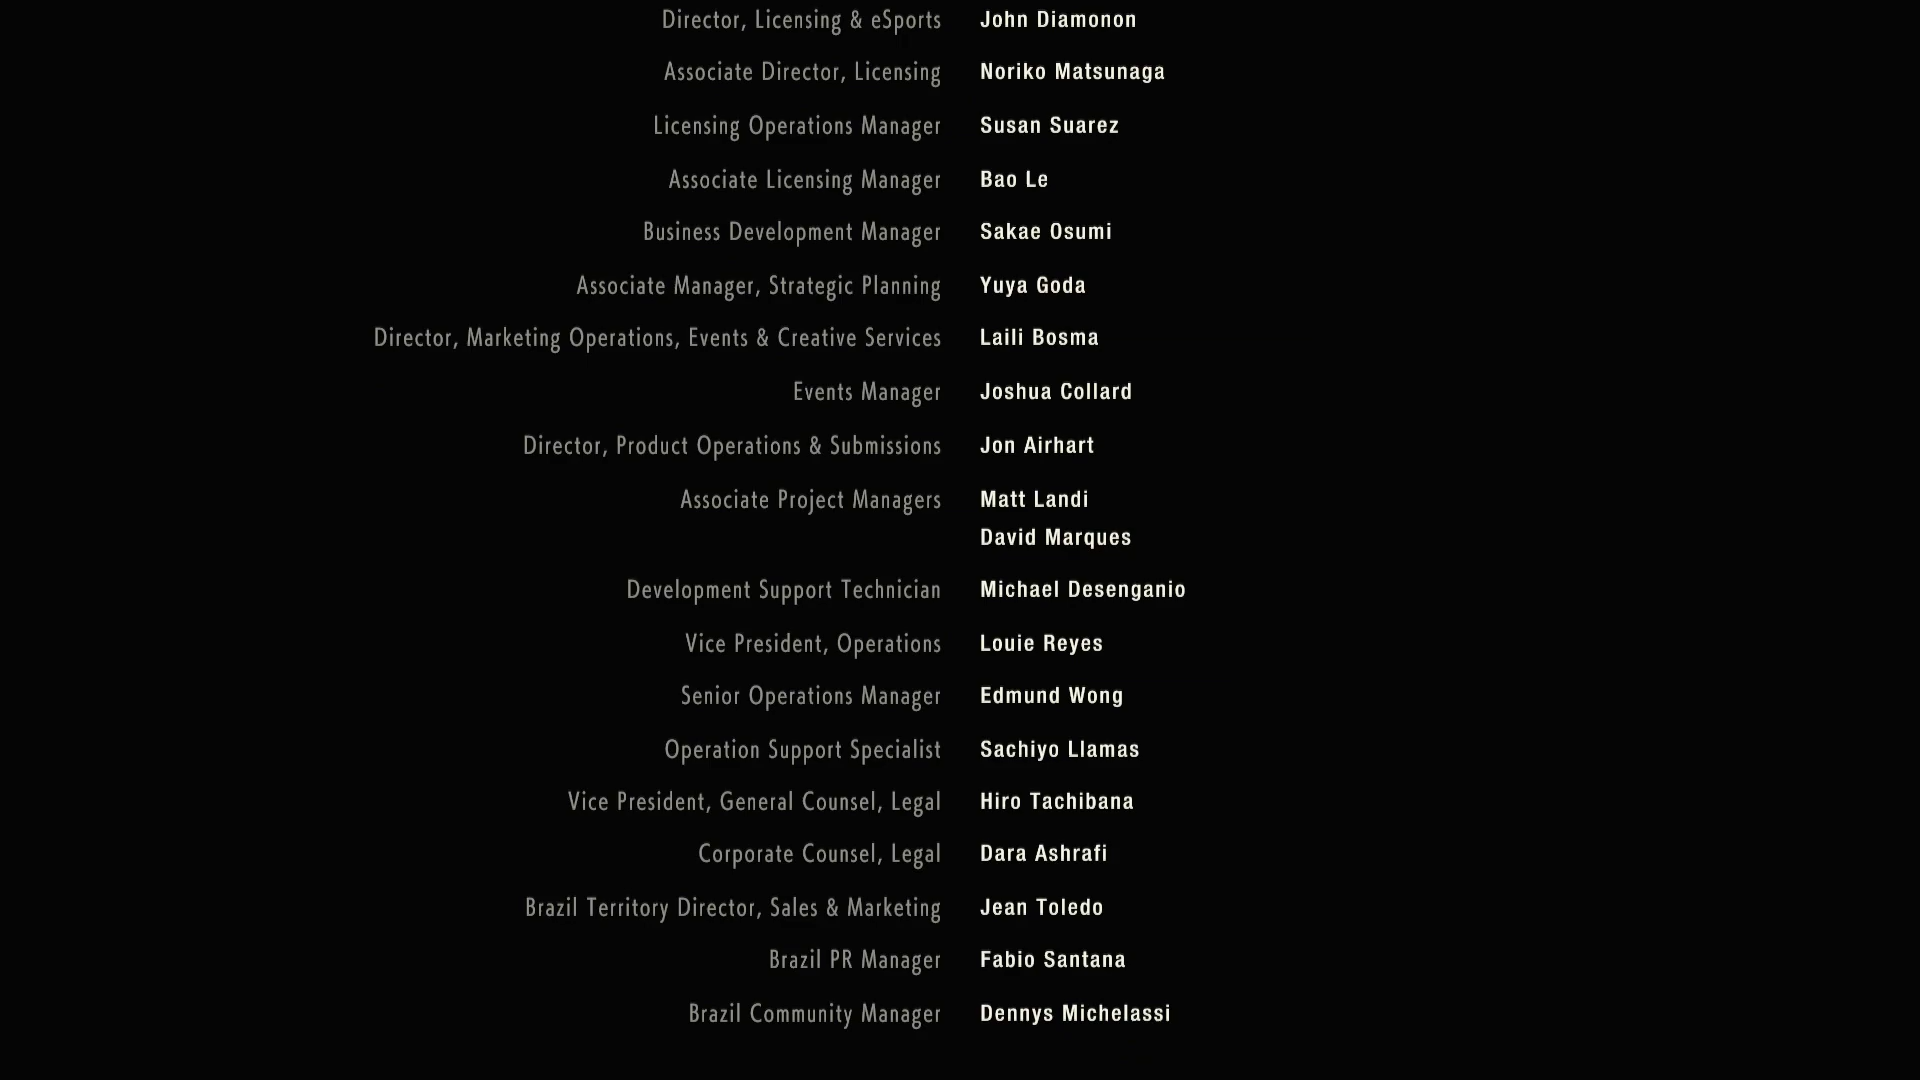 Director, Licensing & eSports John Diamonon
Associate Director, Licensing Noriko Matsunaga
Licensing Operations Manager Susan Suarez
Associate Licensing Manager Bao Le
Business Development Manager Sakae Osumi
Associate Manager, Strategic Planning Yuya Goda
Director, Marketing Operations, Events & Creative Services Laili Bosma
Events Manager Joshua Collard
Director, Product Operations & Submissions Jon Airhart
Associate Project Managers Matt Landi
David Marques
Development Support Technician Michael Desenganio
Vice President, Operations Louie Reyes
Senior Operations Manager Edmund Wong
Operation Support Specialist Sachiyo Llamas
Vice President, General Counsel, Legal Hiro Tachibana
Corporate Counsel, Legal Dara Ashrafi
Brazil Territory Director, Sales & Marketing Jean Toledo
Brazil PR Manager Fabio Santana
Brazil Community Manager Dennys Michelassi